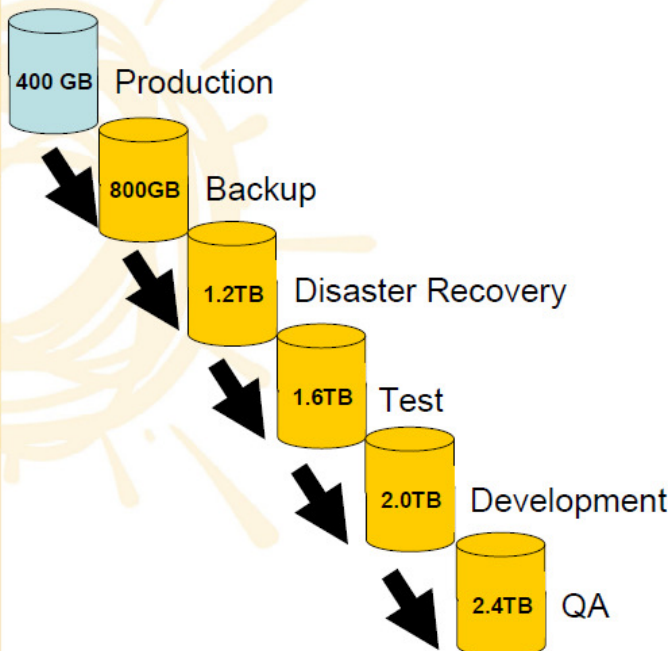 400 GB Production
800GB Backup
1.2TB Disaster Recovery
1.6TB Test
2.0TB Development
2.4TB QA